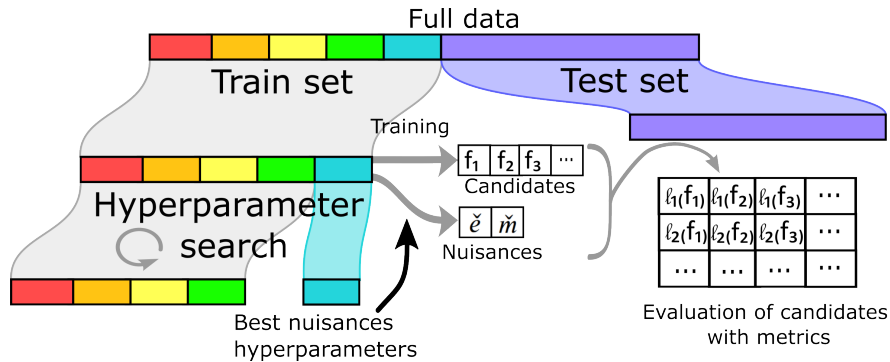 Full data
Train set
Test set
Training
f₁ f₂ f₃ ...
Candidates
Hyperparameter
search
ě m̌
Nuisances
ℓ₁(f₁) ℓ₁(f₂) ℓ₁(f₃) ...
ℓ₂(f₁) ℓ₂(f₂) ℓ₂(f₃) ...
... ... ... ...
Best nuisances
hyperparameters
Evaluation of candidates
with metrics